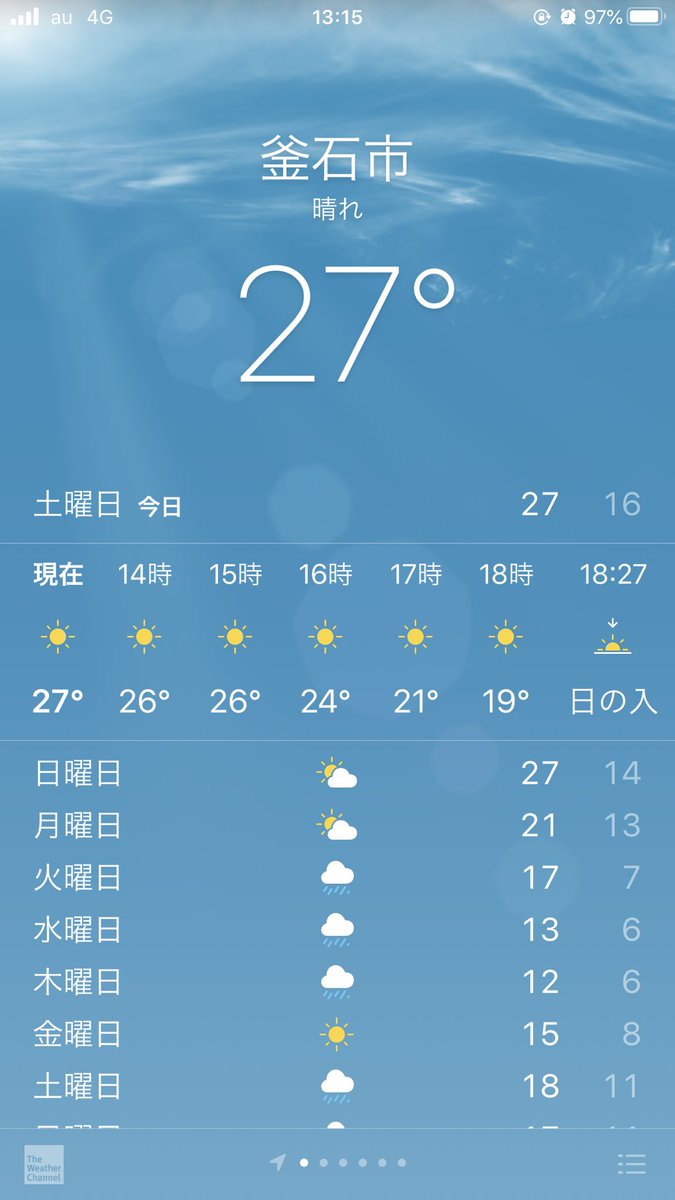 au 4G 13:15 97%
釜石市
晴れ
27°
土曜日 今日 27 16
現在 14時 15時 16時 17時 18時 18:27
27° 26° 26° 24° 21° 19° 日の入
日曜日 27 14
月曜日 21 13
火曜日 17 7
水曜日 13 6
木曜日 12 6
金曜日 15 8
土曜日 18 11
The
Weather
Channel